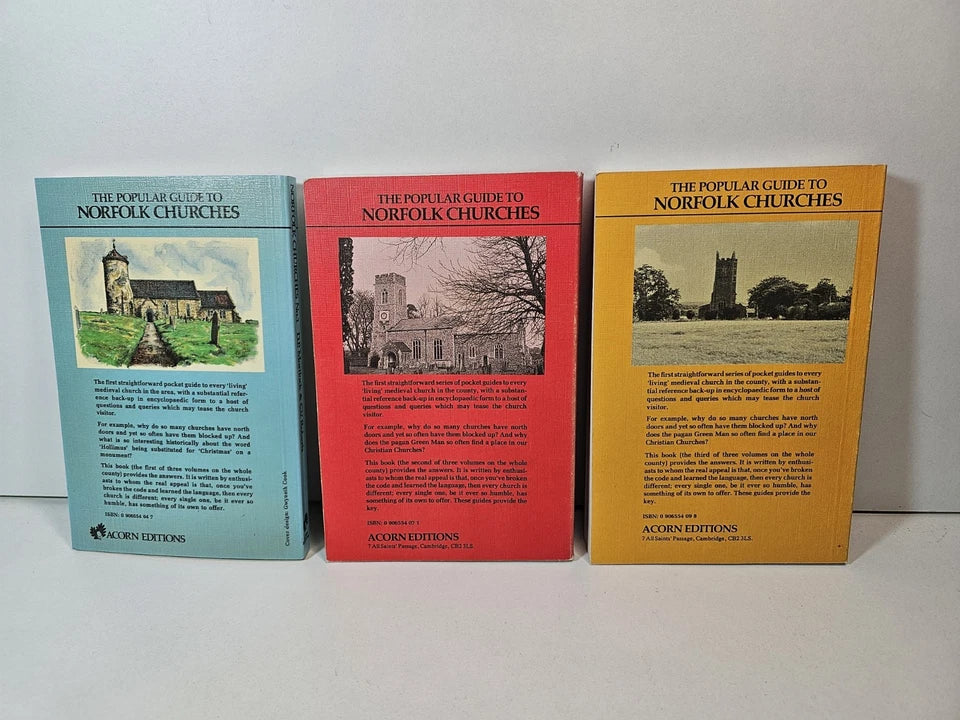 THE POPULAR GUIDE TO
NORFOLK CHURCHES
The first straightforward pocket guide to every 'living'
medieval church in the area, with a substantial refer-
ence back-up in encyclopaedic form to a host of
questions and queries which may tease the church
visitor.
For example, why do so many churches have north
doors and yet so often have them blocked up? And
what is so interesting historically about the word
'Hollimus' being substituted for 'Christmas' on a
monument?
This book (the first of three volumes on the whole
county) provides the answers. It is written by enthusi-
asts to whom the real appeal is that, once you've
broken the code and learned the language, then every
church is different; every single one, be it ever so
humble, has something of its own to offer.
ISBN: 0 906554 04 7
ACORN EDITIONS
Cover design: Gwyneth Cook
THE POPULAR GUIDE TO
NORFOLK CHURCHES
The first straightforward series of pocket guides to every
'living' medieval church in the county, with a substan-
tial reference back-up in encyclopaedic form to a host of
questions and queries which may tease the church
visitor.
For example, why do so many churches have north
doors and yet so often have them blocked up? And why
does the pagan Green Man so often find a place in our
Christian Churches?
This book (the second of three volumes on the whole
county) provides the answers. It is written by enthusi-
asts to whom the real appeal is that, once you've broken
the code and learned the language, then every church is
different; every single one, be it ever so humble, has
something of its own to offer. These guides provide the
key.
ISBN: 0 906554 07 1
ACORN EDITIONS
7 All Saints' Passage, Cambridge, CB2 3LS.
THE POPULAR GUIDE TO
NORFOLK CHURCHES
The first straightforward series of pocket guides to every
'living' medieval church in the county, with a substan-
tial reference back-up in encyclopaedic form to a host of
questions and queries which may tease the church
visitor.
For example, why do so many churches have north
doors and yet so often have them blocked up? And why
does the pagan Green Man so often find a place in our
Christian Churches?
This book (the third of three volumes on the whole
county) provides the answers. It is written by enthusi-
asts to whom the real appeal is that, once you've broken
the code and learned the language, then every church is
different; every single one, be it ever so humble, has
something of its own to offer. These guides provide the
key.
ISBN: 0 906554 09 8
ACORN EDITIONS
7 All Saints' Passage, Cambridge, CB2 3LS.